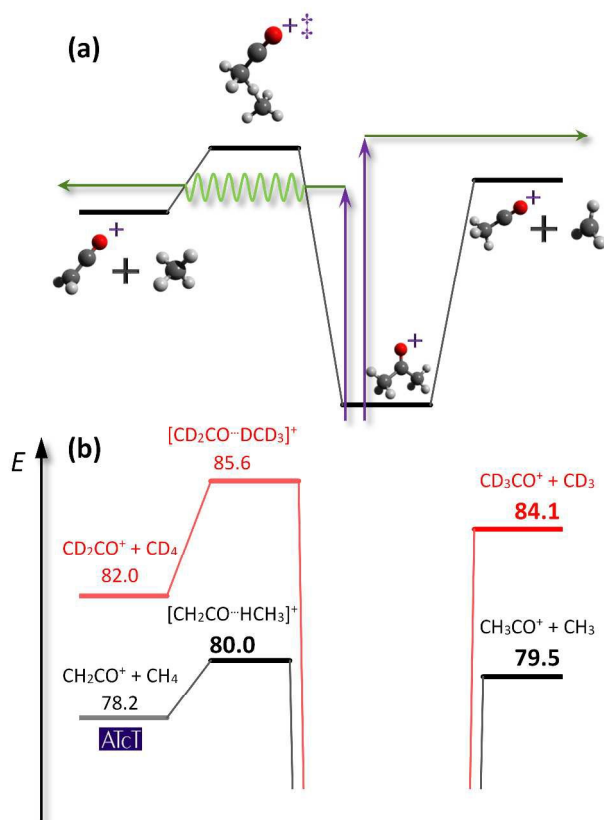 (a)
+‡
+
+
+
+
+
(b)
E
[CD₂CO···DCD₃]⁺
85.6
CD₃CO⁺ + CD₃
84.1
CD₂CO⁺ + CD₄
82.0
[CH₂CO···HCH₃]⁺
80.0
CH₃CO⁺ + CH₃
79.5
CH₂CO⁺ + CH₄
78.2
ATcT